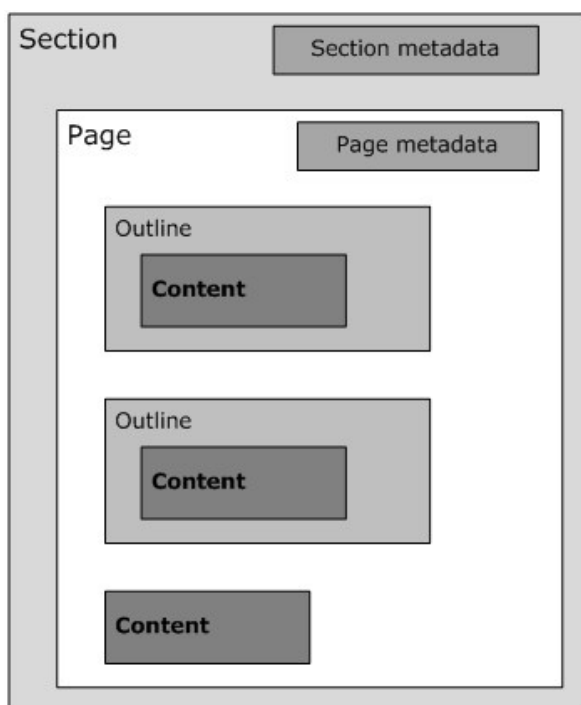 Section
Section metadata
Page
Page metadata
Outline
Content
Outline
Content
Content